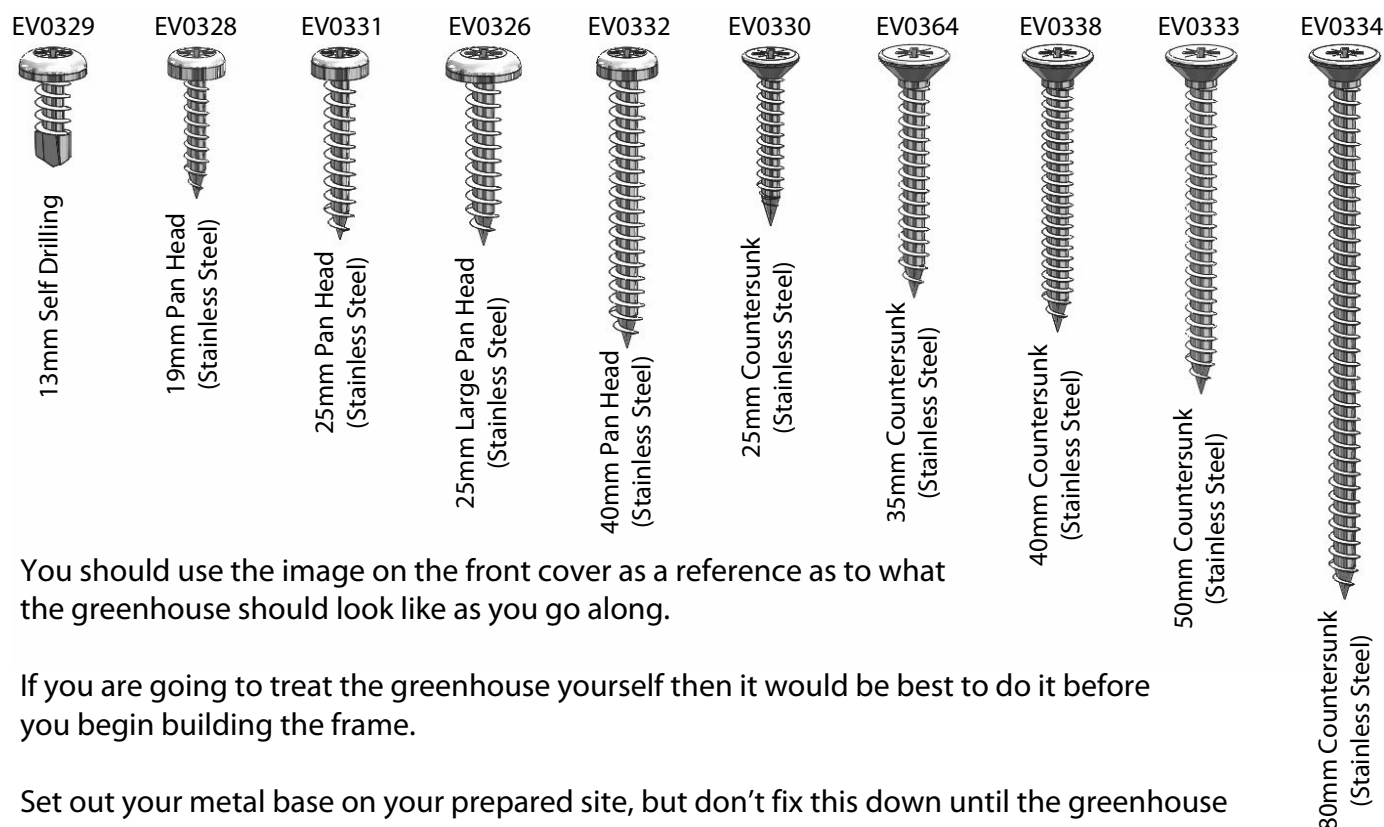 EV0329
EV0328
EV0331
EV0326
EV0332
EV0330
EV0364
EV0338
EV0333
EV0334
13mm Self Drilling
19mm Pan Head
(Stainless Steel)
25mm Pan Head
(Stainless Steel)
25mm Large Pan Head
(Stainless Steel)
40mm Pan Head
(Stainless Steel)
25mm Countersunk
(Stainless Steel)
35mm Countersunk
(Stainless Steel)
40mm Countersunk
(Stainless Steel)
50mm Countersunk
(Stainless Steel)
80mm Countersunk
(Stainless Steel)
You should use the image on the front cover as a reference as to what
the greenhouse should look like as you go along.
If you are going to treat the greenhouse yourself then it would be best to do it before
you begin building the frame.
Set out your metal base on your prepared site, but don’t fix this down until the greenhouse